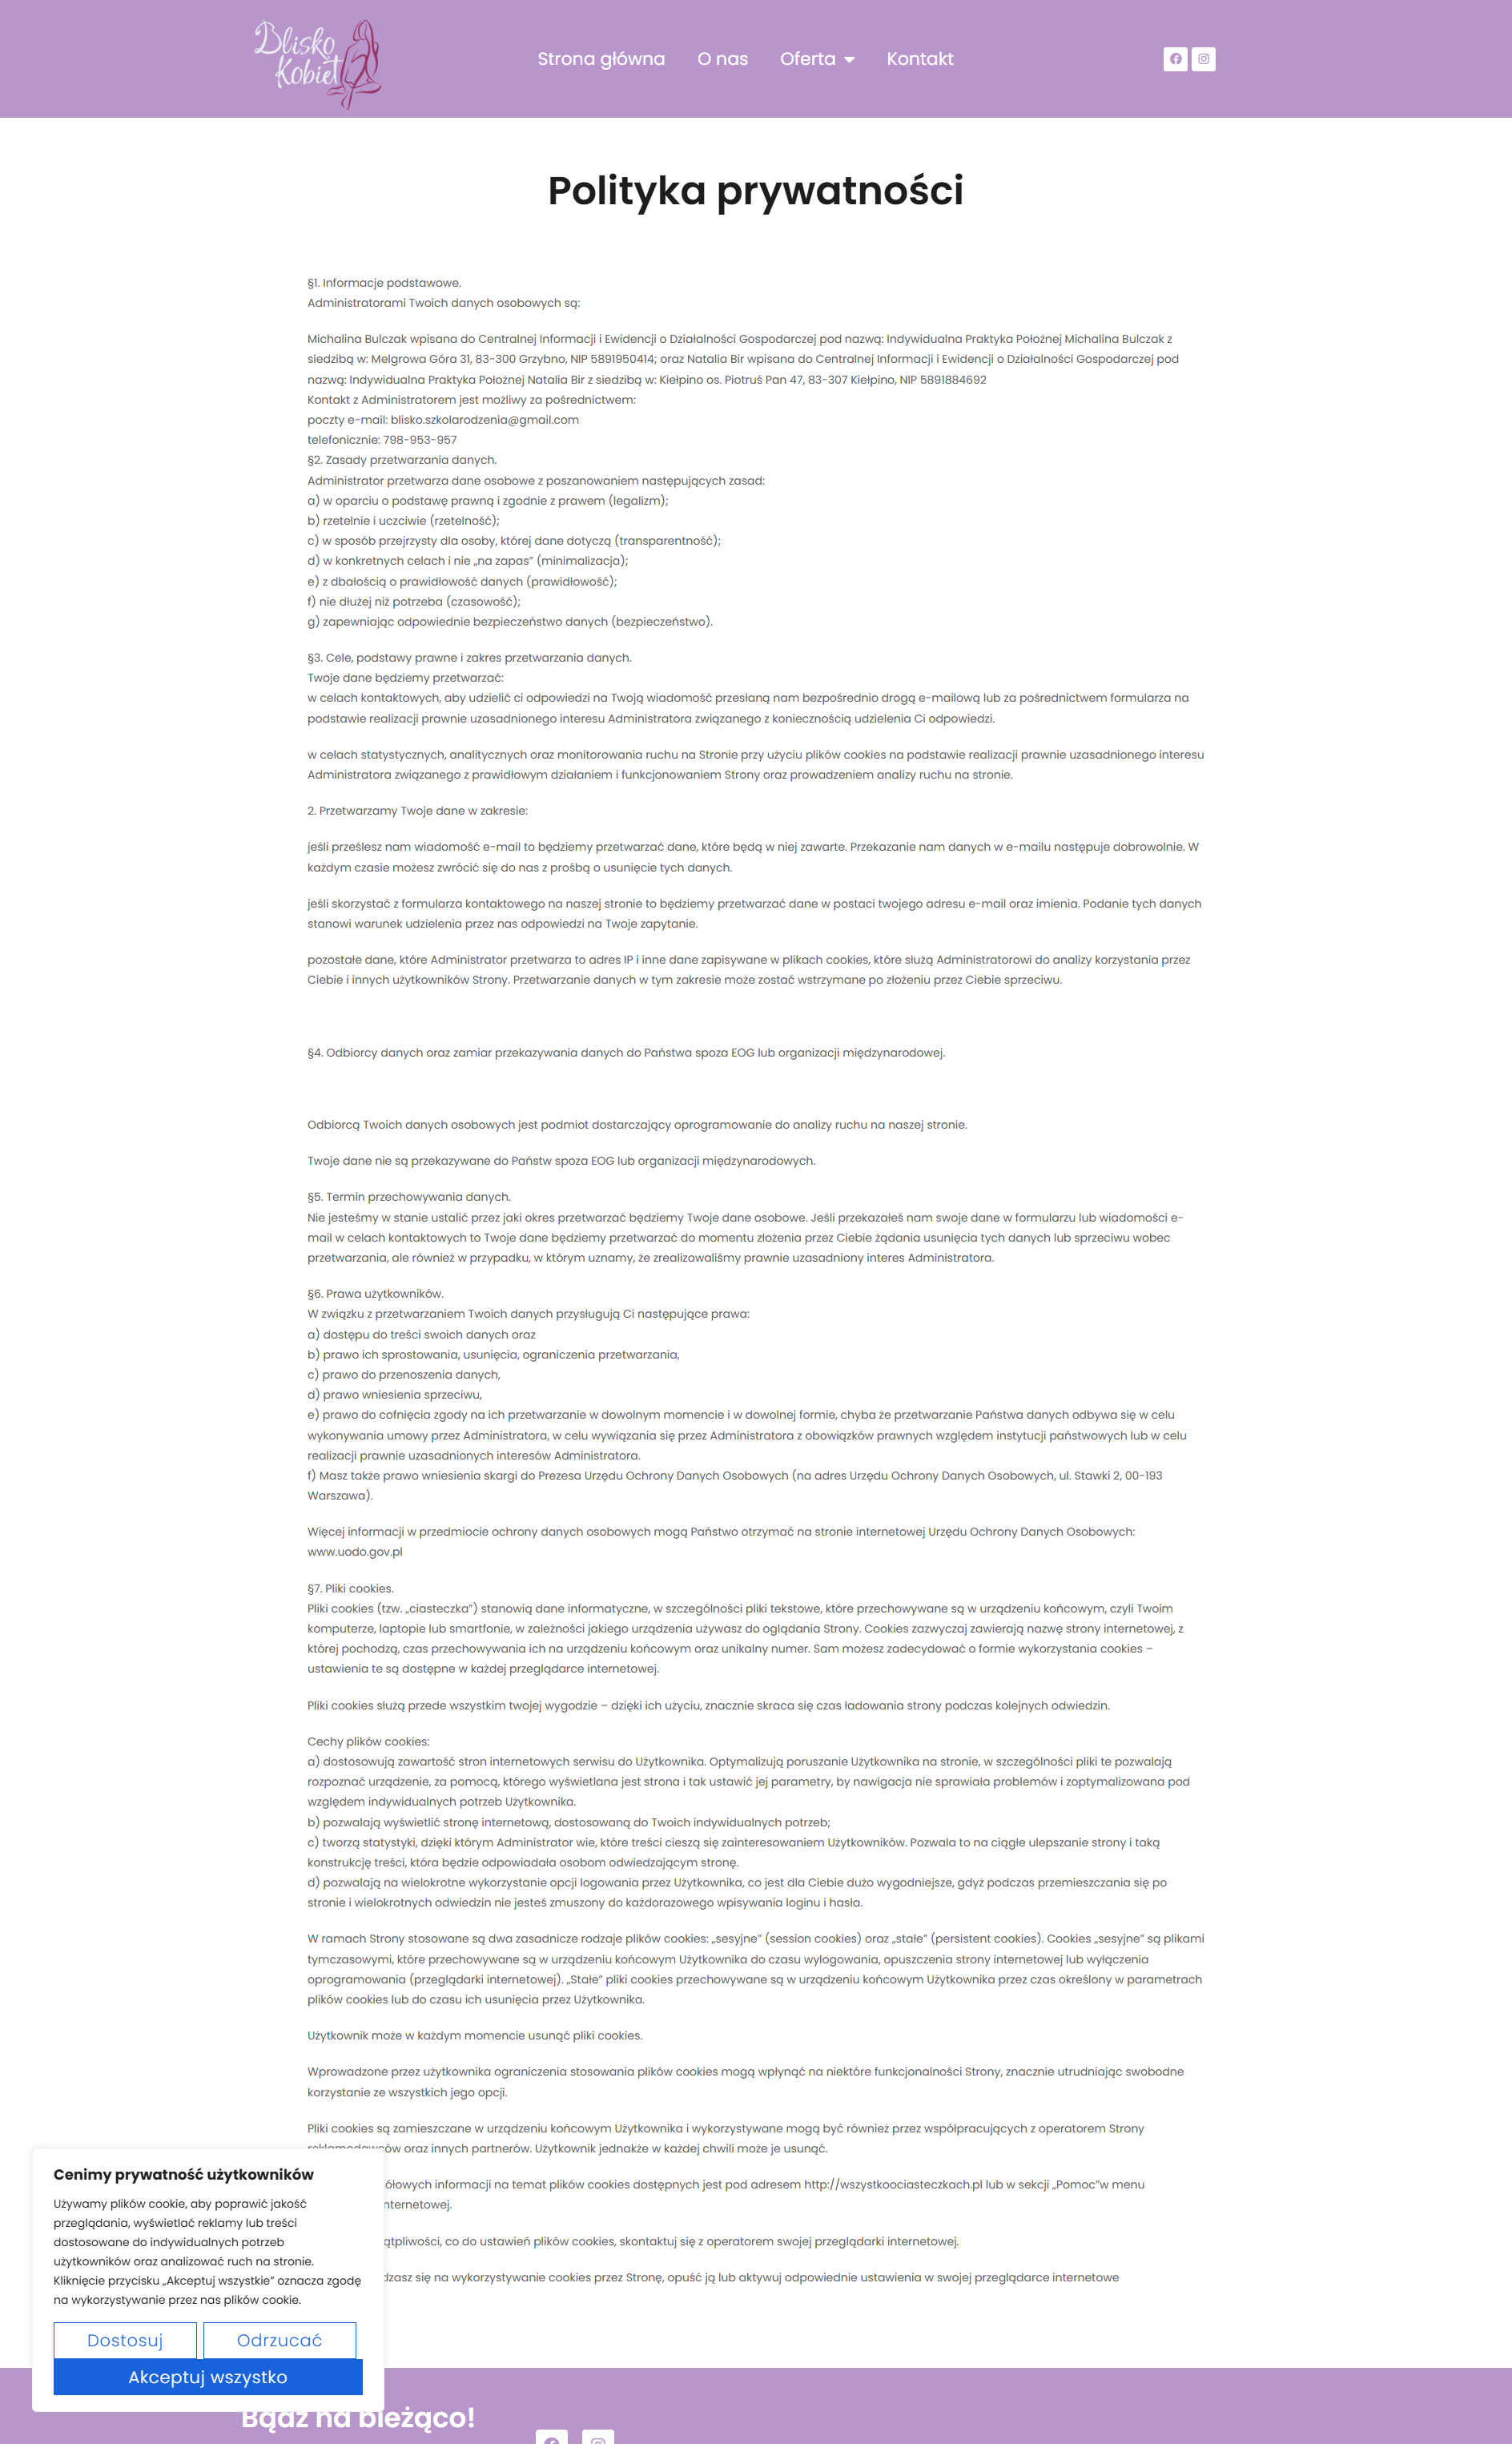 Blisko
Kobiet
Strona główna
O nas
Oferta
Kontakt
Polityka prywatności
§1. Informacje podstawowe.
Administratorami Twoich danych osobowych są:
Michalina Bulczak wpisana do Centralnej Informacji i Ewidencji o Działalności Gospodarczej pod nazwą: Indywidualna Praktyka Położnej Michalina Bulczak z
siedzibą w: Melgrowa Góra 31, 83-300 Grzybno, NIP 5891950414; oraz Natalia Bir wpisana do Centralnej Informacji i Ewidencji o Działalności Gospodarczej pod
nazwą: Indywidualna Praktyka Położnej Natalia Bir z siedzibą w: Kiełpino os. Piotruś Pan 47, 83-307 Kiełpino, NIP 5891884692
Kontakt z Administratorem jest możliwy za pośrednictwem:
poczty e-mail: blisko.szkolarodzenia@gmail.com
telefonicznie: 798-953-957
§2. Zasady przetwarzania danych.
Administrator przetwarza dane osobowe z poszanowaniem następujących zasad:
a) w oparciu o podstawę prawną i zgodnie z prawem (legalizm);
b) rzetelnie i uczciwie (rzetelność);
c) w sposób przejrzysty dla osoby, której dane dotyczą (transparentność);
d) w konkretnych celach i nie „na zapas” (minimalizacja);
e) z dbałością o prawidłowość danych (prawidłowość);
f) nie dłużej niż potrzeba (czasowość);
g) zapewniając odpowiednie bezpieczeństwo danych (bezpieczeństwo).
§3. Cele, podstawy prawne i zakres przetwarzania danych.
Twoje dane będziemy przetwarzać:
w celach kontaktowych, aby udzielić ci odpowiedzi na Twoją wiadomość przesłaną nam bezpośrednio drogą e-mailową lub za pośrednictwem formularza na
podstawie realizacji prawnie uzasadnionego interesu Administratora związanego z koniecznością udzielenia Ci odpowiedzi.
w celach statystycznych, analitycznych oraz monitorowania ruchu na Stronie przy użyciu plików cookies na podstawie realizacji prawnie uzasadnionego interesu
Administratora związanego z prawidłowym działaniem i funkcjonowaniem Strony oraz prowadzeniem analizy ruchu na stronie.
2. Przetwarzamy Twoje dane w zakresie:
jeśli prześlesz nam wiadomość e-mail to będziemy przetwarzać dane, które będą w niej zawarte. Przekazanie nam danych w e-mailu następuje dobrowolnie. W
każdym czasie możesz zwrócić się do nas z prośbą o usunięcie tych danych.
jeśli skorzystać z formularza kontaktowego na naszej stronie to będziemy przetwarzać dane w postaci twojego adresu e-mail oraz imienia. Podanie tych danych
stanowi warunek udzielenia przez nas odpowiedzi na Twoje zapytanie.
pozostałe dane, które Administrator przetwarza to adres IP i inne dane zapisywane w plikach cookies, które służą Administratorowi do analizy korzystania przez
Ciebie i innych użytkowników Strony. Przetwarzanie danych w tym zakresie może zostać wstrzymane po złożeniu przez Ciebie sprzeciwu.
§4. Odbiorcy danych oraz zamiar przekazywania danych do Państwa spoza EOG lub organizacji międzynarodowej.
Odbiorcą Twoich danych osobowych jest podmiot dostarczający oprogramowanie do analizy ruchu na naszej stronie.
Twoje dane nie są przekazywane do Państw spoza EOG lub organizacji międzynarodowych.
§5. Termin przechowywania danych.
Nie jesteśmy w stanie ustalić przez jaki okres przetwarzać będziemy Twoje dane osobowe. Jeśli przekazałeś nam swoje dane w formularzu lub wiadomości e-
mail w celach kontaktowych to Twoje dane będziemy przetwarzać do momentu złożenia przez Ciebie żądania usunięcia tych danych lub sprzeciwu wobec
przetwarzania, ale również w przypadku, w którym uznamy, że zrealizowaliśmy prawnie uzasadniony interes Administratora.
§6. Prawa użytkowników.
W związku z przetwarzaniem Twoich danych przysługują Ci następujące prawa:
a) dostępu do treści swoich danych oraz
b) prawo ich sprostowania, usunięcia, ograniczenia przetwarzania,
c) prawo do przenoszenia danych,
d) prawo wniesienia sprzeciwu,
e) prawo do cofnięcia zgody na ich przetwarzanie w dowolnym momencie i w dowolnej formie, chyba że przetwarzanie Państwa danych odbywa się w celu
wykonywania umowy przez Administratora, w celu wywiązania się przez Administratora z obowiązków prawnych względem instytucji państwowych lub w celu
realizacji prawnie uzasadnionych interesów Administratora.
f) Masz także prawo wniesienia skargi do Prezesa Urzędu Ochrony Danych Osobowych (na adres Urzędu Ochrony Danych Osobowych, ul. Stawki 2, 00-193
Warszawa).
Więcej informacji w przedmiocie ochrony danych osobowych mogą Państwo otrzymać na stronie internetowej Urzędu Ochrony Danych Osobowych:
www.uodo.gov.pl
§7. Pliki cookies.
Pliki cookies (tzw. „ciasteczka”) stanowią dane informatyczne, w szczególności pliki tekstowe, które przechowywane są w urządzeniu końcowym, czyli Twoim
komputerze, laptopie lub smartfonie, w zależności jakiego urządzenia używasz do oglądania Strony. Cookies zazwyczaj zawierają nazwę strony internetowej, z
której pochodzą, czas przechowywania ich na urządzeniu końcowym oraz unikalny numer. Sam możesz zadecydować o formie wykorzystania cookies –
ustawienia te są dostępne w każdej przeglądarce internetowej.
Pliki cookies służą przede wszystkim twojej wygodzie – dzięki ich użyciu, znacznie skraca się czas ładowania strony podczas kolejnych odwiedzin.
Cechy plików cookies:
a) dostosowują zawartość stron internetowych serwisu do Użytkownika. Optymalizują poruszanie Użytkownika na stronie, w szczególności pliki te pozwalają
rozpoznać urządzenie, za pomocą, którego wyświetlana jest strona i tak ustawić jej parametry, by nawigacja nie sprawiała problemów i zoptymalizowana pod
względem indywidualnych potrzeb Użytkownika.
b) pozwalają wyświetlić stronę internetową, dostosowaną do Twoich indywidualnych potrzeb;
c) tworzą statystyki, dzięki którym Administrator wie, które treści cieszą się zainteresowaniem Użytkowników. Pozwala to na ciągłe ulepszanie strony i taką
konstrukcję treści, która będzie odpowiadała osobom odwiedzającym stronę.
d) pozwalają na wielokrotne wykorzystanie opcji logowania przez Użytkownika, co jest dla Ciebie dużo wygodniejsze, gdyż podczas przemieszczania się po
stronie i wielokrotnych odwiedzin nie jesteś zmuszony do każdorazowego wpisywania loginu i hasła.
W ramach Strony stosowane są dwa zasadnicze rodzaje plików cookies: „sesyjne” (session cookies) oraz „stałe” (persistent cookies). Cookies „sesyjne” są plikami
tymczasowymi, które przechowywane są w urządzeniu końcowym Użytkownika do czasu wylogowania, opuszczenia strony internetowej lub wyłączenia
oprogramowania (przeglądarki internetowej). „Stałe” pliki cookies przechowywane są w urządzeniu końcowym Użytkownika przez czas określony w parametrach
plików cookies lub do czasu ich usunięcia przez Użytkownika.
Użytkownik może w każdym momencie usunąć pliki cookies.
Wprowadzone przez użytkownika ograniczenia stosowania plików cookies mogą wpłynąć na niektóre funkcjonalności Strony, znacznie utrudniając swobodne
korzystanie ze wszystkich jego opcji.
Pliki cookies są zamieszczane w urządzeniu końcowym Użytkownika i wykorzystywane mogą być również przez współpracujących z operatorem Strony
reklamodawców oraz innych partnerów. Użytkownik jednakże w każdej chwili może je usunąć.
ółowych informacji na temat plików cookies dostępnych jest pod adresem http://wszystkoociasteczkach.pl lub w sekcji „Pomoc”w menu
nternetowej.
ątpliwości, co do ustawień plików cookies, skontaktuj się z operatorem swojej przeglądarki internetowej.
dzasz się na wykorzystywanie cookies przez Stronę, opuść ją lub aktywuj odpowiednie ustawienia w swojej przeglądarce internetowe
Cenimy prywatność użytkowników
Używamy plików cookie, aby poprawić jakość
przeglądania, wyświetlać reklamy lub treści
dostosowane do indywidualnych potrzeb
użytkowników oraz analizować ruch na stronie.
Kliknięcie przycisku „Akceptuj wszystkie” oznacza zgodę
na wykorzystywanie przez nas plików cookie.
Dostosuj
Odrzucać
Akceptuj wszystko
Bądź na bieżąco!